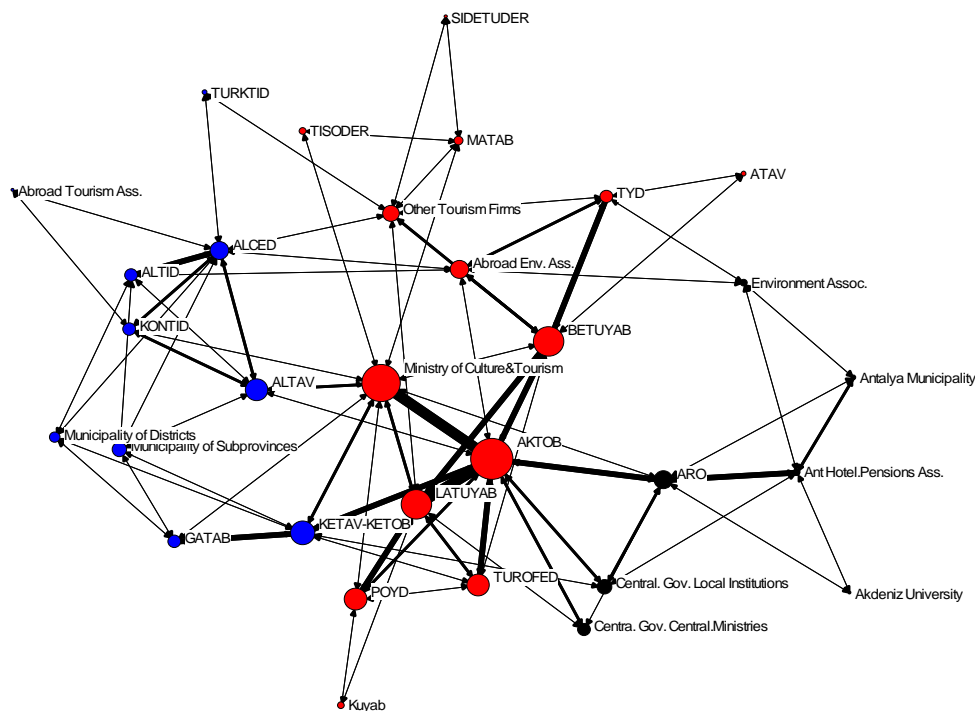 SIDETUDER
TURKTID
TISODER
MATAB
ATAV
Abroad Tourism Ass.
TYD
Other Tourism Firms
ALCED
ALTID
Abroad Env. Ass.
Environment Assoc.
KONTID
BETUYAB
Ministry of Culture&Tourism
ALTAV
Antalya Municipality
Municipality of Districts
Municipality of Subprovinces
AKTOB
ARO
Ant Hotel.Pensions Ass.
LATUYAB
KETAV-KETOB
GATAB
TUROFED
Central. Gov. Local Institutions
POYD
Akdeniz University
Centra. Gov. Central.Ministries
Kuyab